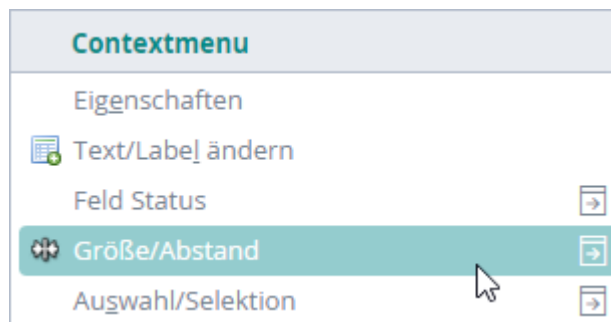 Contextmenu
Eigenschaften
Text/Label ändern
Feld Status
Größe/Abstand
Auswahl/Selektion